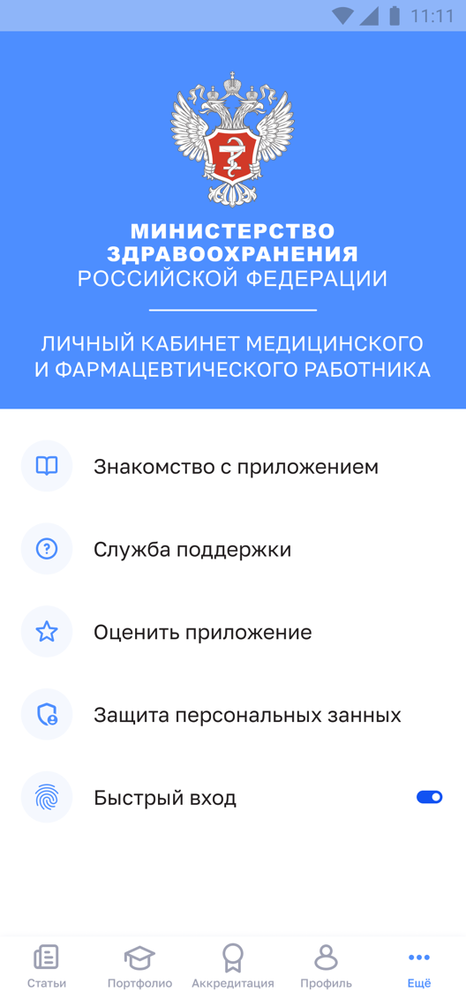 11:11
МИНИСТЕРСТВО
ЗДРАВООХРАНЕНИЯ
РОССИЙСКОЙ ФЕДЕРАЦИИ
ЛИЧНЫЙ КАБИНЕТ МЕДИЦИНСКОГО
И ФАРМАЦЕВТИЧЕСКОГО РАБОТНИКА
Знакомство с приложением
Служба поддержки
Оценить приложение
Защита персональных занных
Быстрый вход
Статьи
Портфолио
Аккредитация
Профиль
Ещё